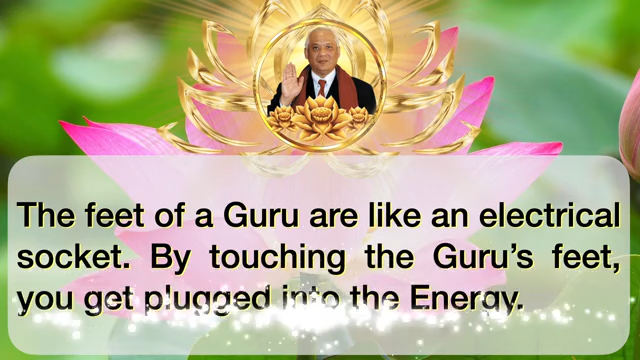 The feet of a Guru are like an electrical
socket. By touching the Guru’s feet,
you get plugged into the Energy.